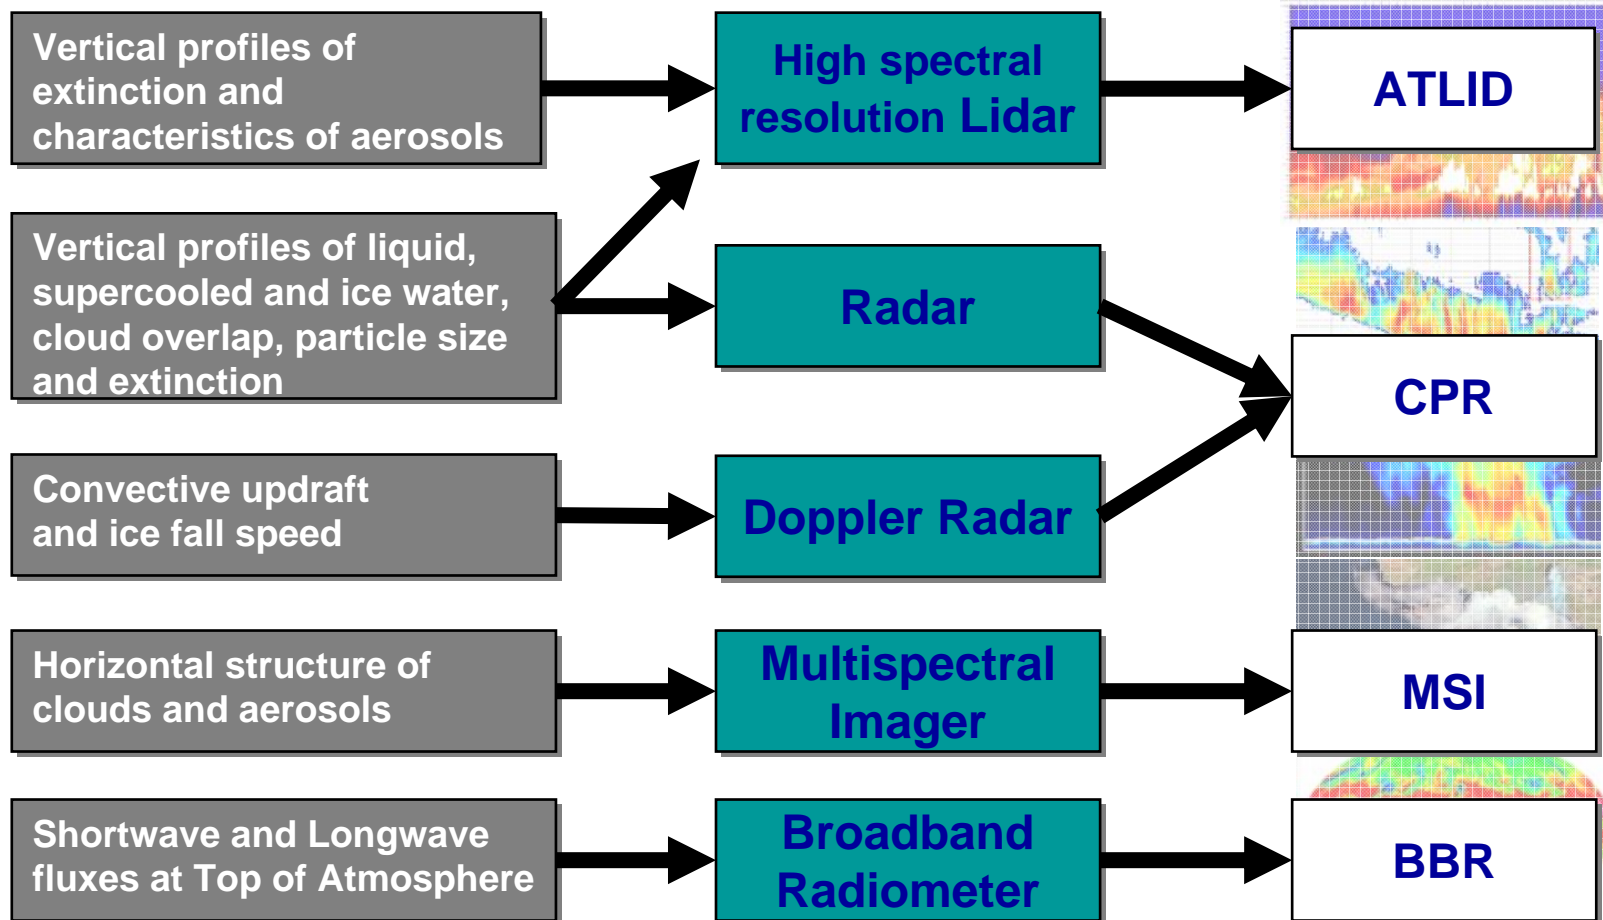 Vertical profiles of
extinction and
characteristics of aerosols
High spectral
resolution Lidar
ATLID
Vertical profiles of liquid,
supercooled and ice water,
cloud overlap, particle size
and extinction
Radar
CPR
Convective updraft
and ice fall speed
Doppler Radar
Horizontal structure of
clouds and aerosols
Multispectral
Imager
MSI
Shortwave and Longwave
fluxes at Top of Atmosphere
Broadband
Radiometer
BBR